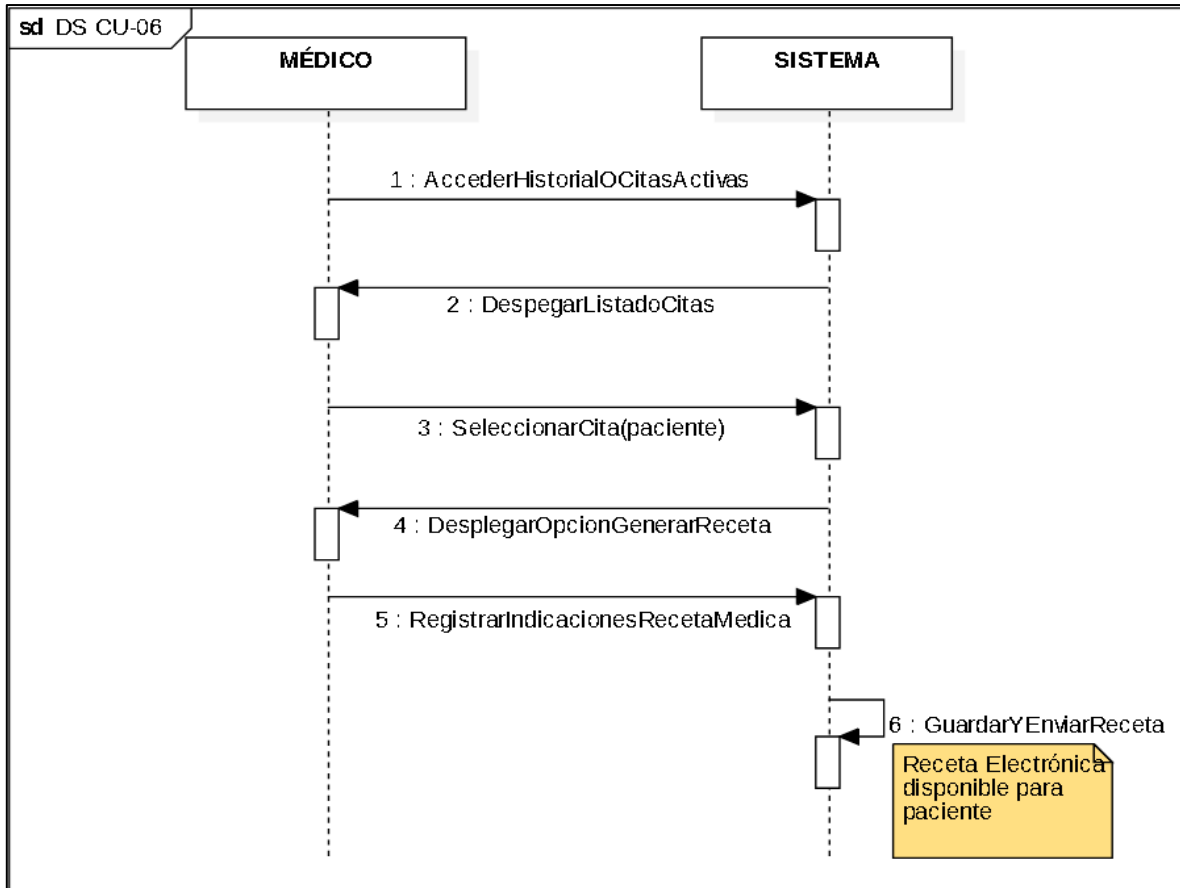 sd DS CU-06
MÉDICO
SISTEMA
1 : AccederHistorialOCitasActivas
2 : DespegarListadoCitas
3 : SeleccionarCita(paciente)
4 : DesplegarOpcionGenerarReceta
5 : RegistrarIndicacionesRecetaMedica
6 : GuardarYEnviarReceta
Receta Electrónica
disponible para
paciente